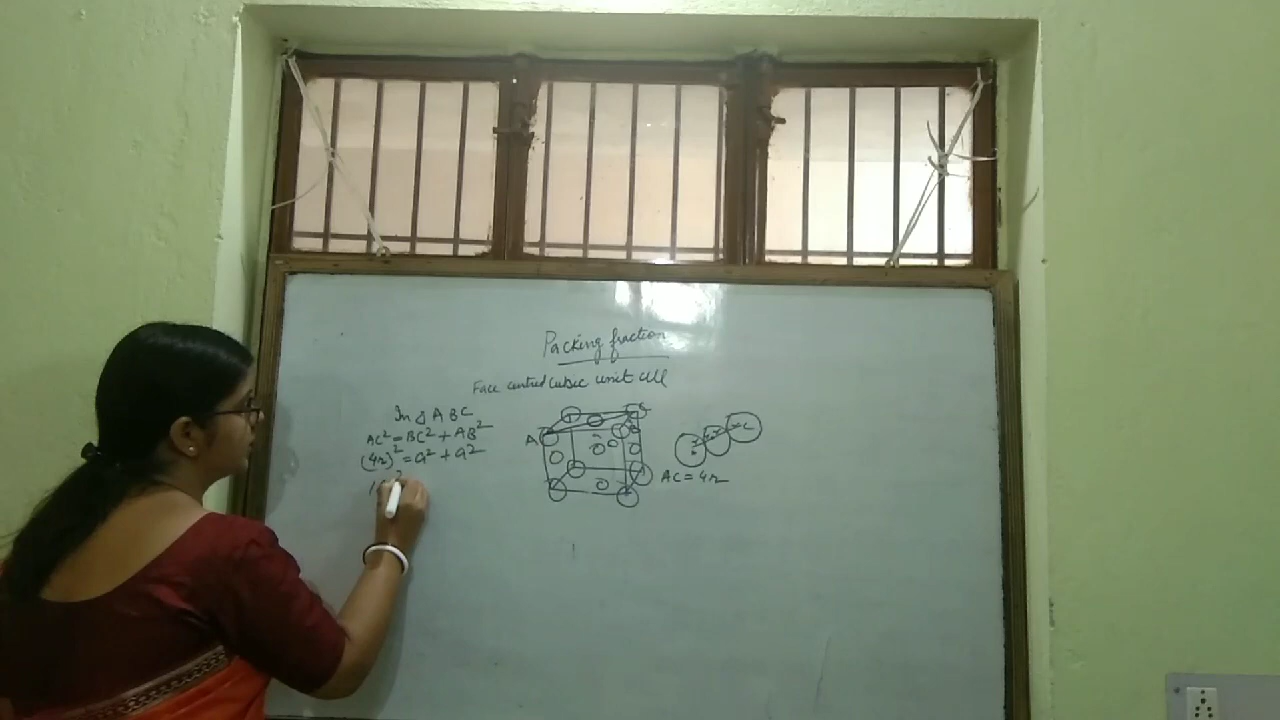 Packing fraction
Face centred cubic unit cell
In Δ ABC
AC² = BC² + AB²
(4r)² = a² + a²
A
AC = 4r